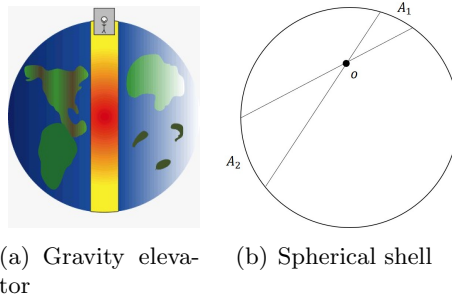 A₁
o
A₂
(a) Gravity eleva-
tor
(b) Spherical shell